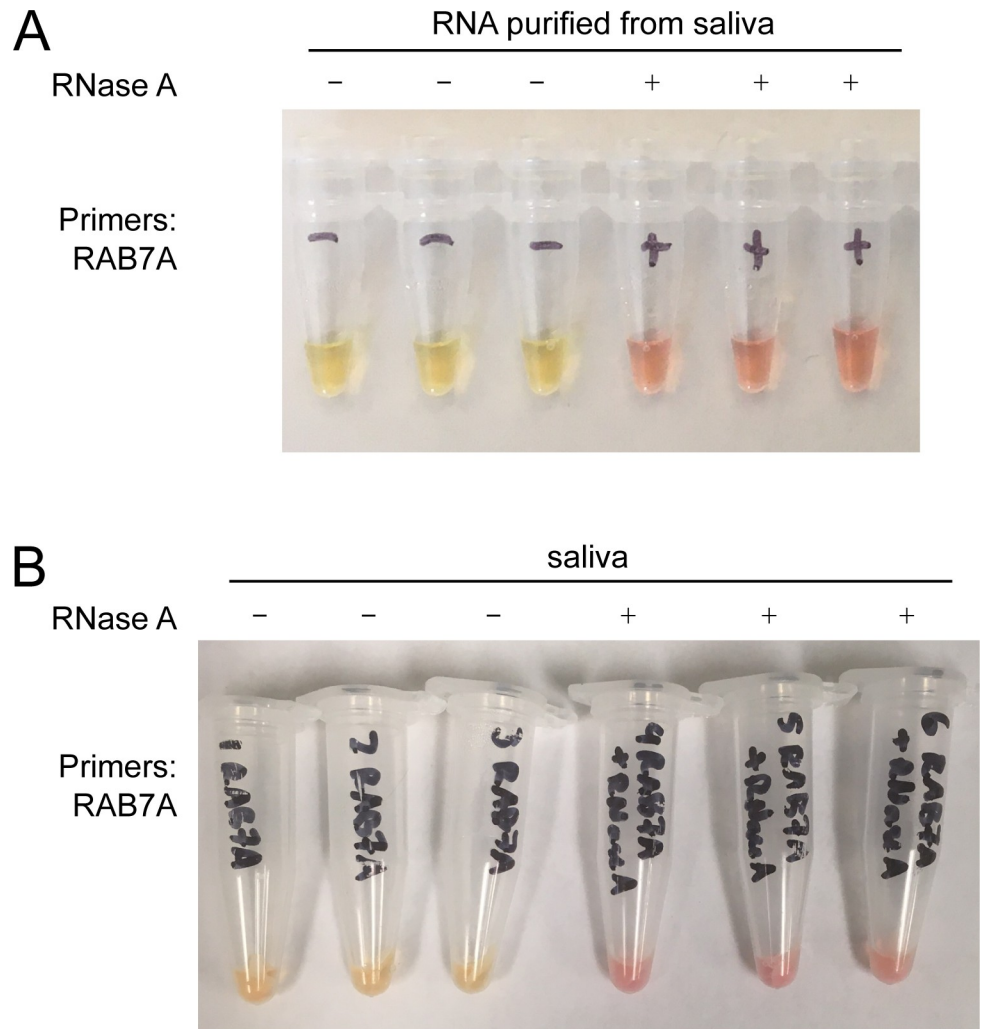 A
RNA purified from saliva
RNase A − − − + + +
Primers:
RAB7A
− − − + + +
B
saliva
RNase A − − − + + +
Primers:
RAB7A
RAB7A
2 RAB7A
3 RAB7A
4 RAB7A
+ RNase A
5 RAB7A
+ RNase A
6 RAB7A
+ RNase A